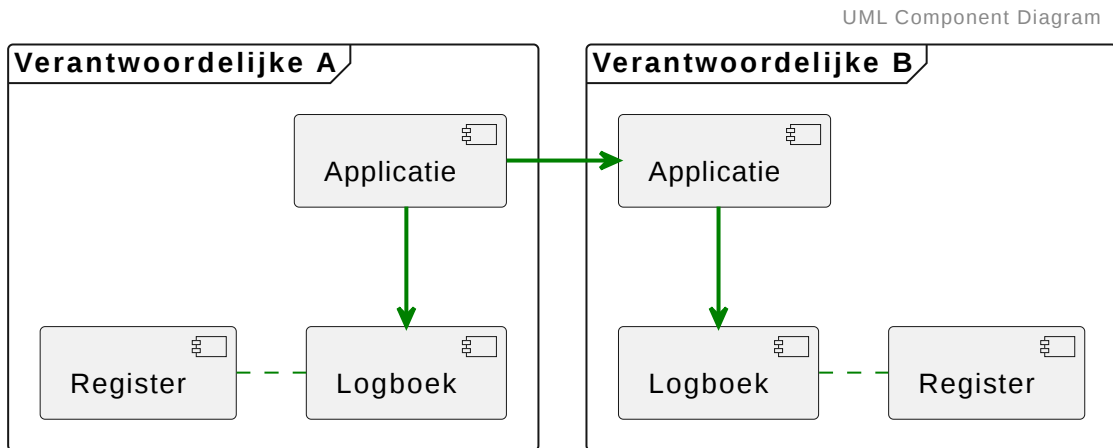 UML Component Diagram
Verantwoordelijke A
Verantwoordelijke B
Applicatie
Applicatie
Register
Logboek
Logboek
Register